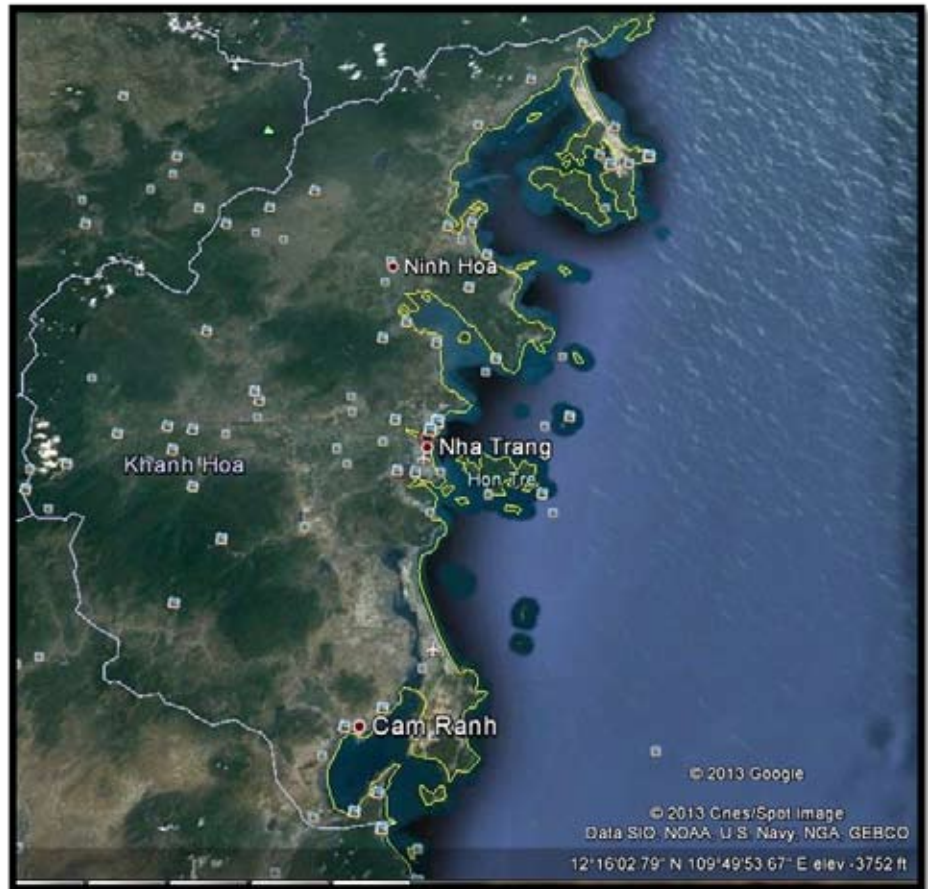 Ninh Hoa
Nha Trang
Khanh Hoa
Hon Tre
Cam Ranh
© 2013 Google
© 2013 Cnes/Spot Image
Data SIO, NOAA, U.S. Navy, NGA, GEBCO
12°16'02.79" N 109°49'53.67" E elev -3752 ft